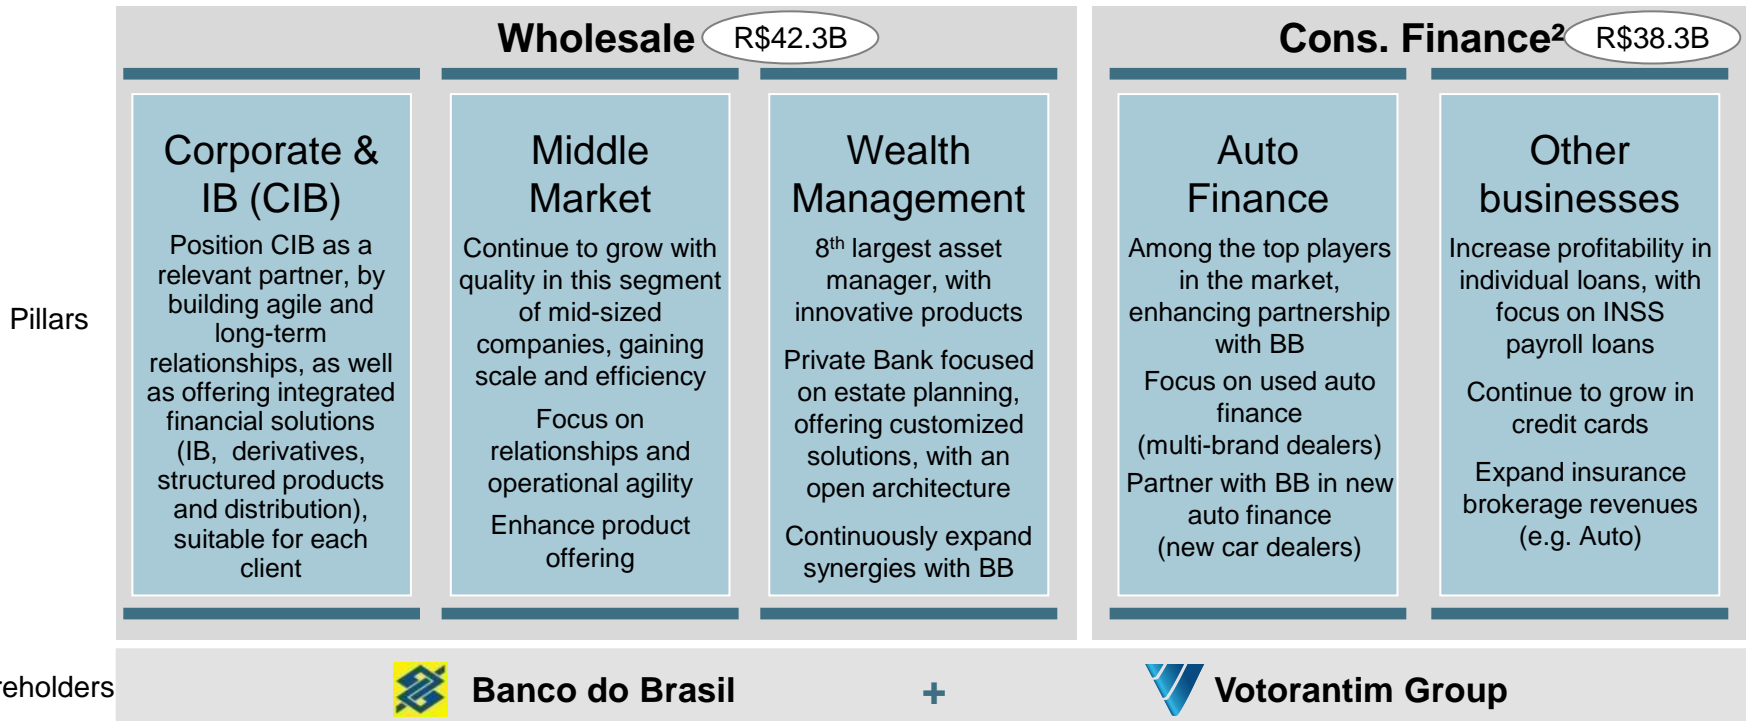 Wholesale R$42.3B
Cons. Finance² R$38.3B
Pillars
Corporate &
IB (CIB)
Position CIB as a
relevant partner, by
building agile and
long-term
relationships, as well
as offering integrated
financial solutions
(IB, derivatives,
structured products
and distribution),
suitable for each
client
Middle
Market
Continue to grow with
quality in this segment
of mid-sized
companies, gaining
scale and efficiency
Focus on
relationships and
operational agility
Enhance product
offering
Wealth
Management
8th largest asset
manager, with
innovative products
Private Bank focused
on estate planning,
offering customized
solutions, with an
open architecture
Continuously expand
synergies with BB
Auto
Finance
Among the top players
in the market,
enhancing partnership
with BB
Focus on used auto
finance
(multi-brand dealers)
Partner with BB in new
auto finance
(new car dealers)
Other
businesses
Increase profitability in
individual loans, with
focus on INSS
payroll loans
Continue to grow in
credit cards
Expand insurance
brokerage revenues
(e.g. Auto)
reholders
Banco do Brasil + Votorantim Group